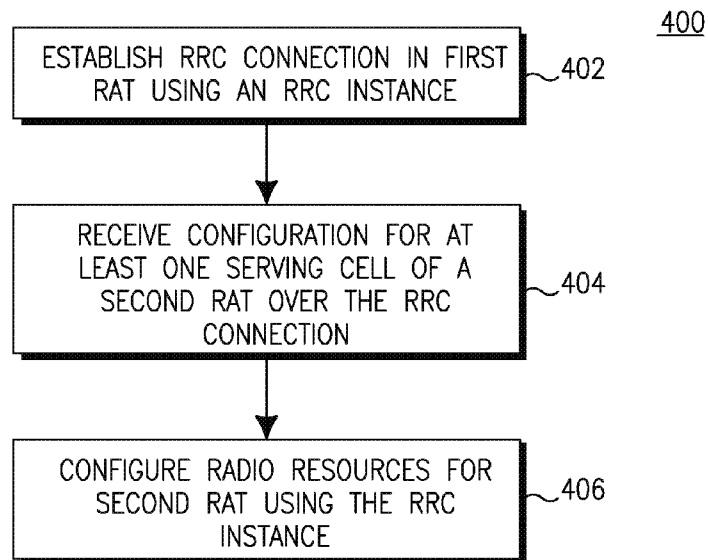 400
ESTABLISH RRC CONNECTION IN FIRST
RAT USING AN RRC INSTANCE
402
RECEIVE CONFIGURATION FOR AT
LEAST ONE SERVING CELL OF A
SECOND RAT OVER THE RRC
CONNECTION
404
CONFIGURE RADIO RESOURCES FOR
SECOND RAT USING THE RRC
INSTANCE
406